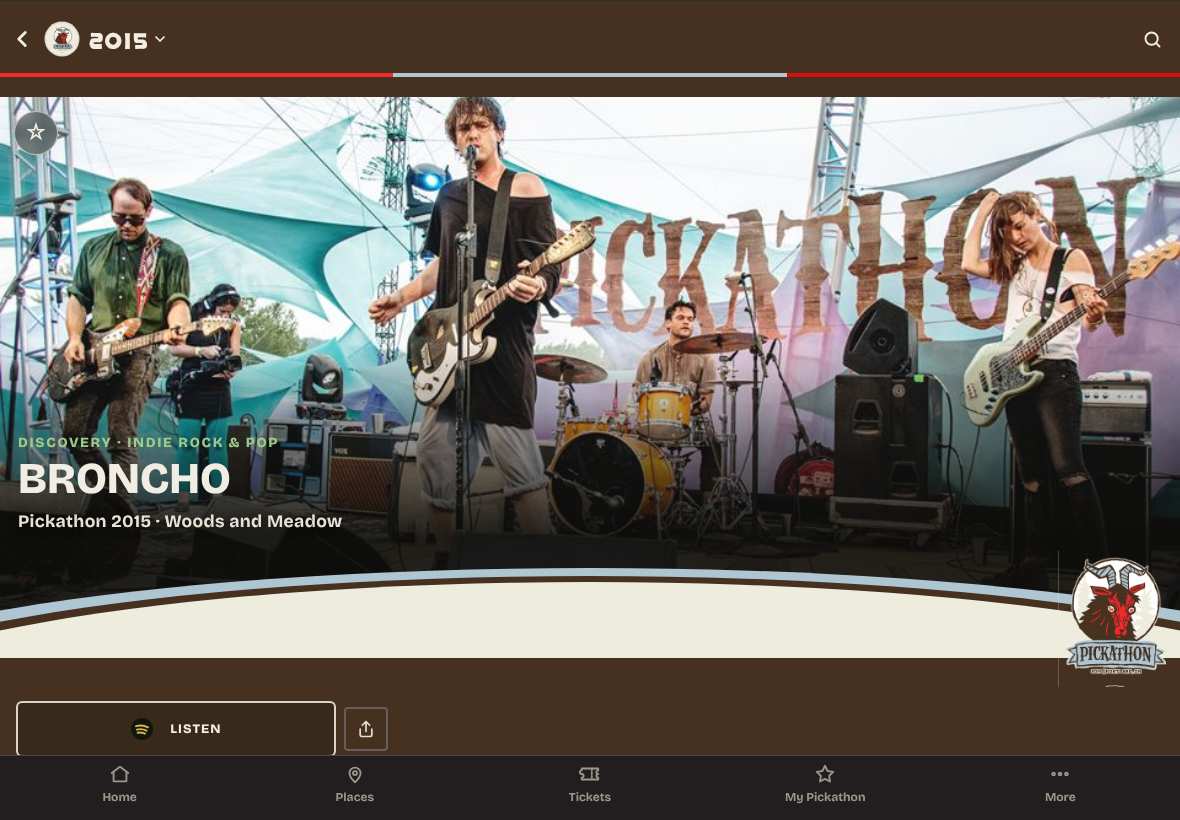 2015
PICKATHON
DISCOVERY · INDIE ROCK & POP
BRONCHO
Pickathon 2015 · Woods and Meadow
PICKATHON
LISTEN
Home
Places
Tickets
My Pickathon
More